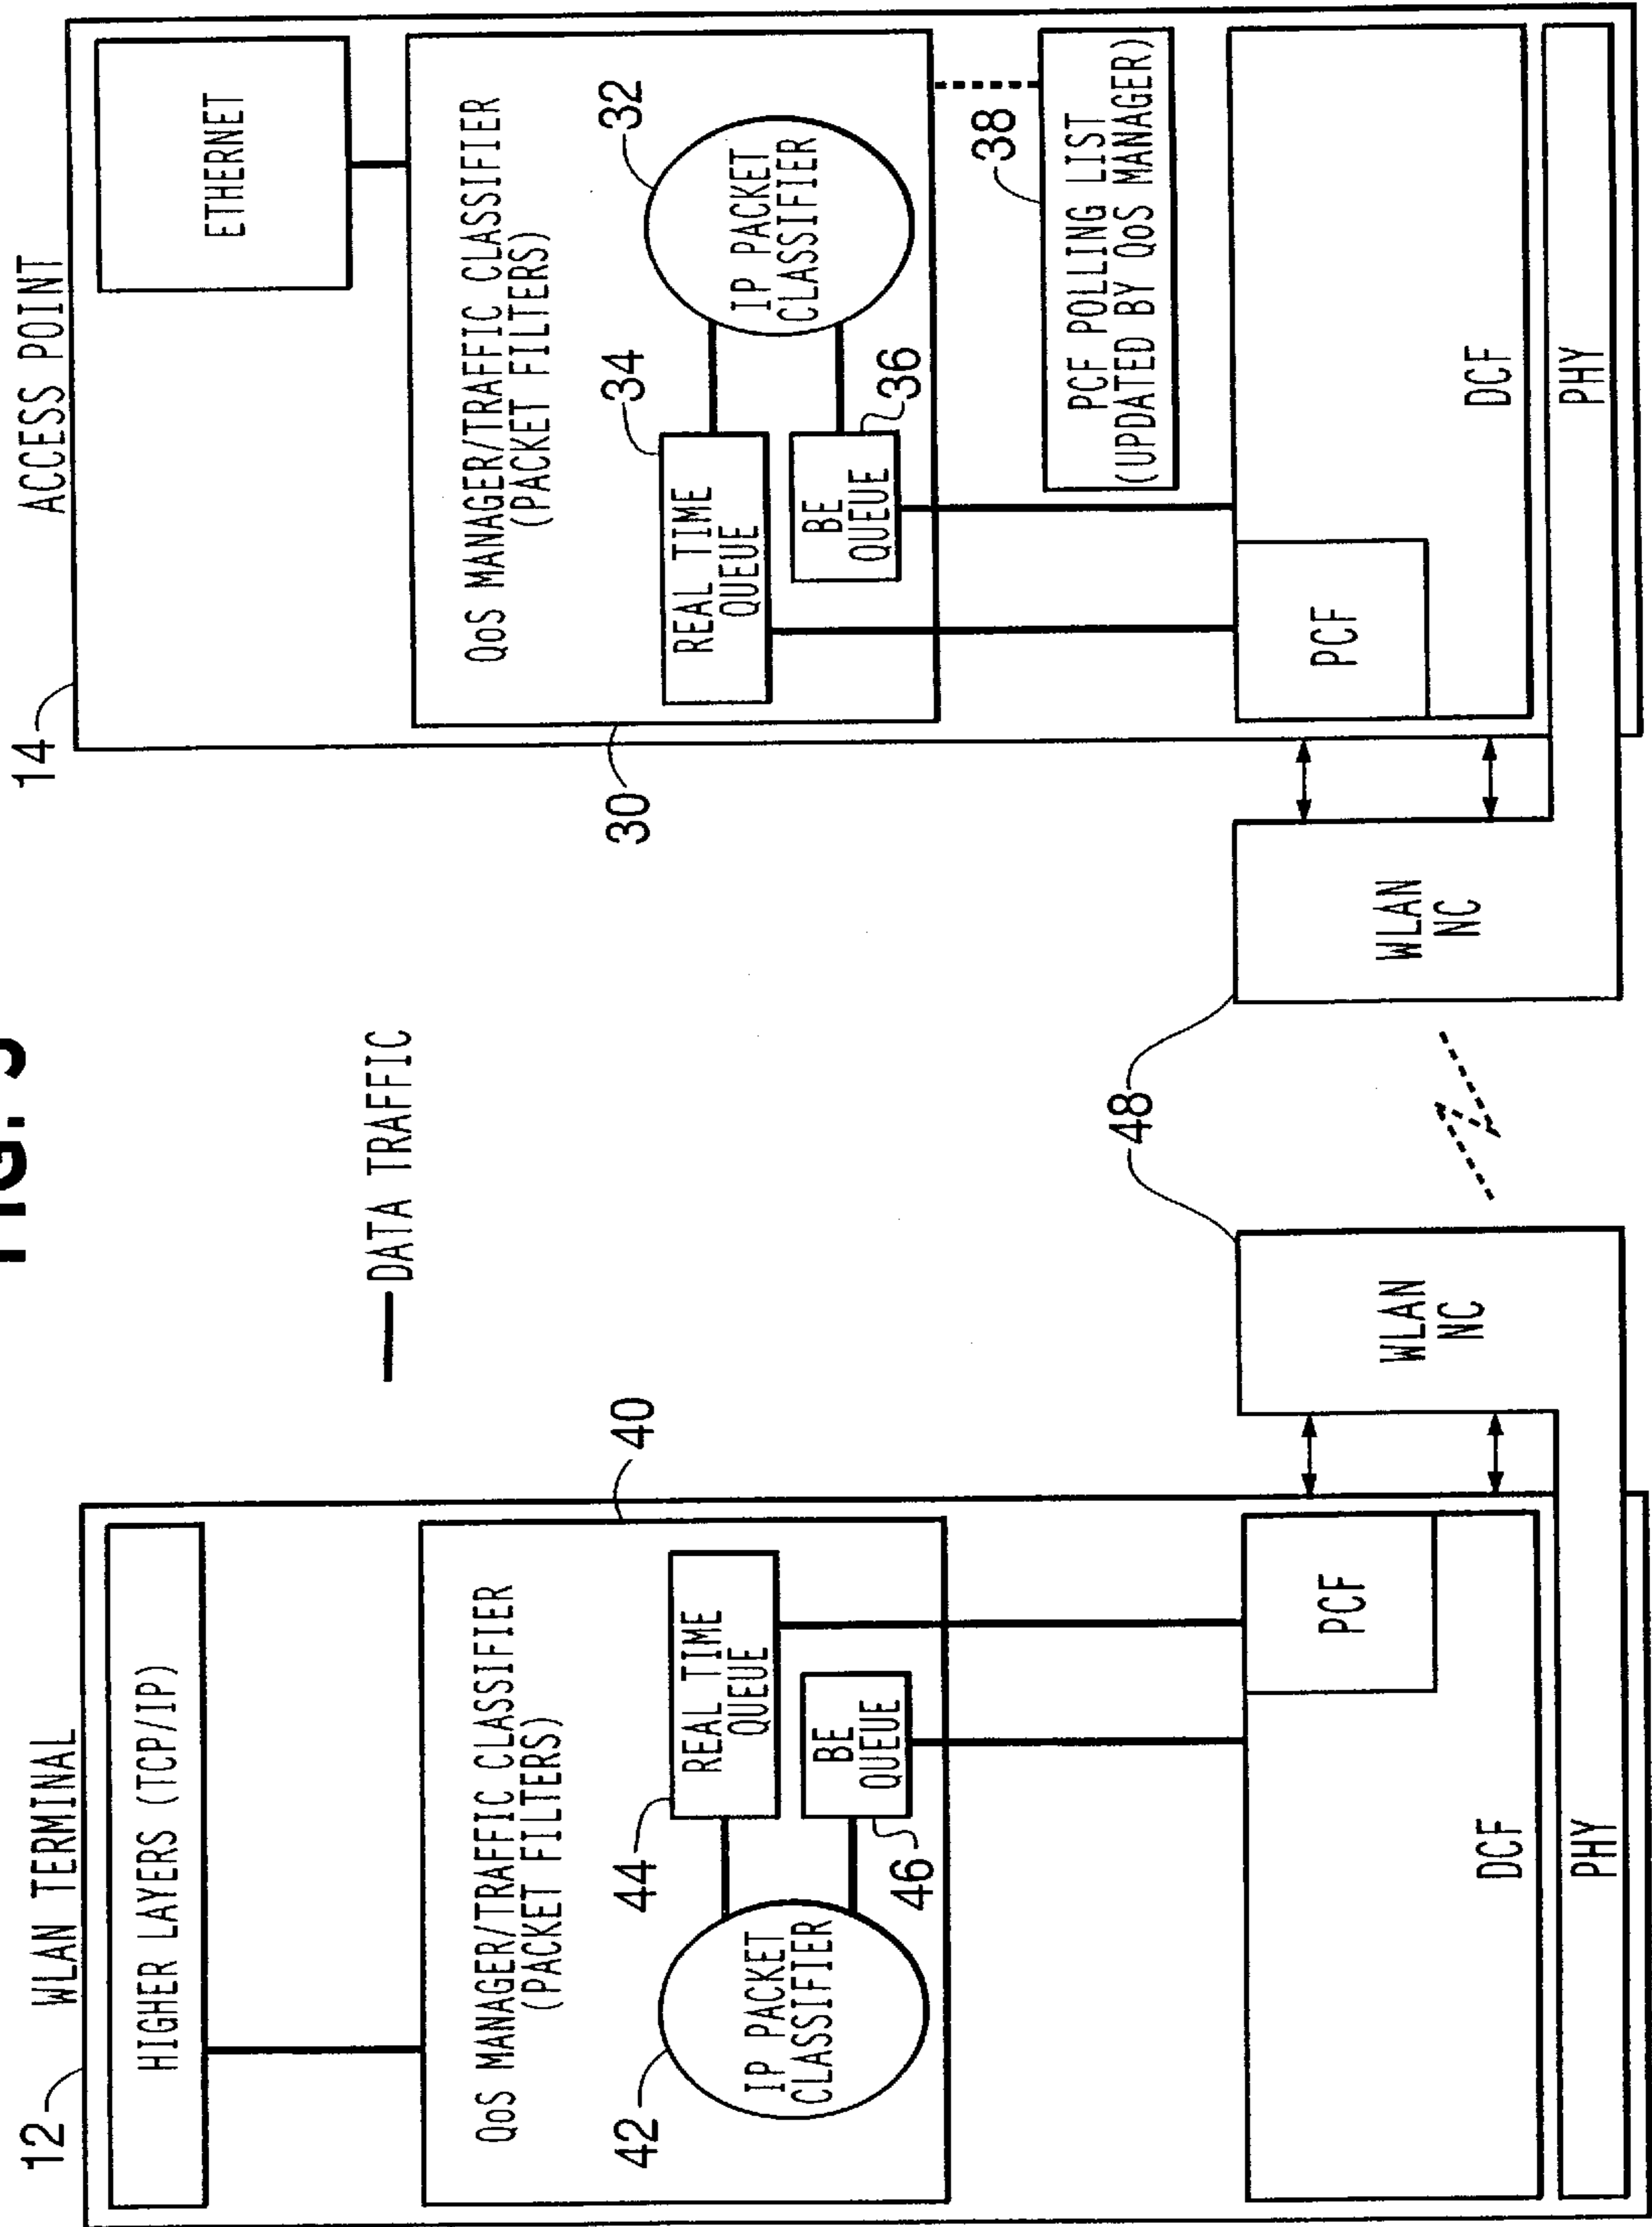 FIG. 3
DATA TRAFFIC
12
WLAN TERMINAL
HIGHER LAYERS (TCP/IP)
QoS MANAGER/TRAFFIC CLASSIFIER
(PACKET FILTERS)
40
42
IP PACKET
CLASSIFIER
44
REAL TIME
QUEUE
46
BE
QUEUE
PCF
DCF
PHY
WLAN
NC
48
WLAN
NC
14
ACCESS POINT
ETHERNET
QoS MANAGER/TRAFFIC CLASSIFIER
(PACKET FILTERS)
30
34
REAL TIME
QUEUE
36
BE
QUEUE
32
IP PACKET
CLASSIFIER
38
PCF POLLING LIST
(UPDATED BY QoS MANAGER)
PCF
DCF
PHY